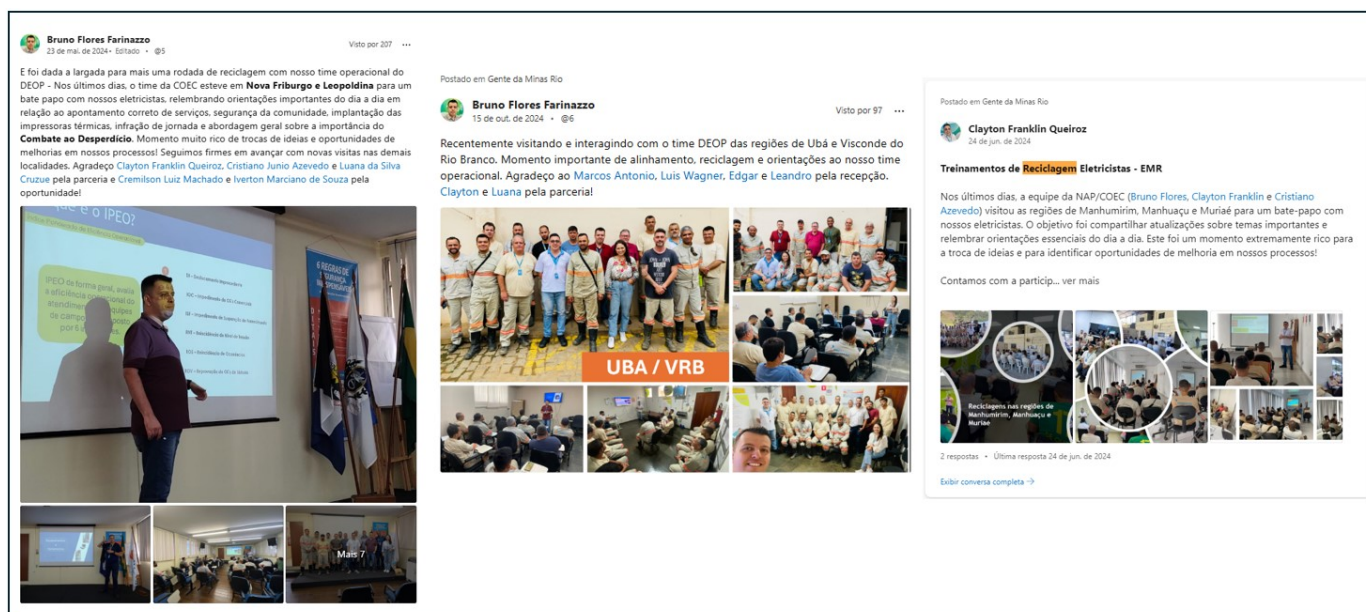 Bruno Flores Farinazzo
23 de mai. de 2024 • Editado • @5
Visto por 207 ...
E foi dada a largada para mais uma rodada de reciclagem com nosso time operacional do
DEOP - Nos últimos dias, o time da COEC esteve em Nova Friburgo e Leopoldina para um
bate papo com nossos eletricistas, relembrando orientações importantes do dia a dia em
relação ao apontamento correto de serviços, segurança da comunidade, implantação das
impressoras térmicas, infração de jornada e abordagem geral sobre a importância do
Combate ao Desperdício. Momento muito rico de trocas de ideias e oportunidades de
melhorias em nossos processos! Seguimos firmes em avançar com novas visitas nas demais
localidades. Agradeço Clayton Franklin Queiroz, Cristiano Junio Azevedo e Luana da Silva
Cruzue pela parceria e Cremilson Luiz Machado e Iverton Marciano de Souza pela
oportunidade!
que é o IPEO?
IPEO de forma geral, avalia
a eficiência operacional do
6 REGRAS DE
SEGURANÇA
INDISPENSÁVEIS
Mais 7
Postado em Gente da Minas Rio
Bruno Flores Farinazzo
15 de out. de 2024 • @6
Visto por 97 ...
Recentemente visitando e interagindo com o time DEOP das regiões de Ubá e Visconde do
Rio Branco. Momento importante de alinhamento, reciclagem e orientações ao nosso time
operacional. Agradeço ao Marcos Antonio, Luis Wagner, Edgar e Leandro pela recepção.
Clayton e Luana pela parceria!
UBA / VRB
Postado em Gente da Minas Rio
Clayton Franklin Queiroz
24 de jun. de 2024
Treinamentos de Reciclagem Eletricistas - EMR
Nos últimos dias, a equipe da NAP/COEC (Bruno Flores, Clayton Franklin e Cristiano
Azevedo) visitou as regiões de Manhumirim, Manhuaçu e Muriaé para um bate-papo com
nossos eletricistas. O objetivo foi compartilhar atualizações sobre temas importantes e
relembrar orientações essenciais do dia a dia. Este foi um momento extremamente rico para
a troca de ideias e para identificar oportunidades de melhoria em nossos processos!
Contamos com a particip... ver mais
Reciclagens nas regiões de
Manhumirim, Manhuaçu e
Muriae
2 respostas • Última resposta 24 de jun. de 2024
Exibir conversa completa →